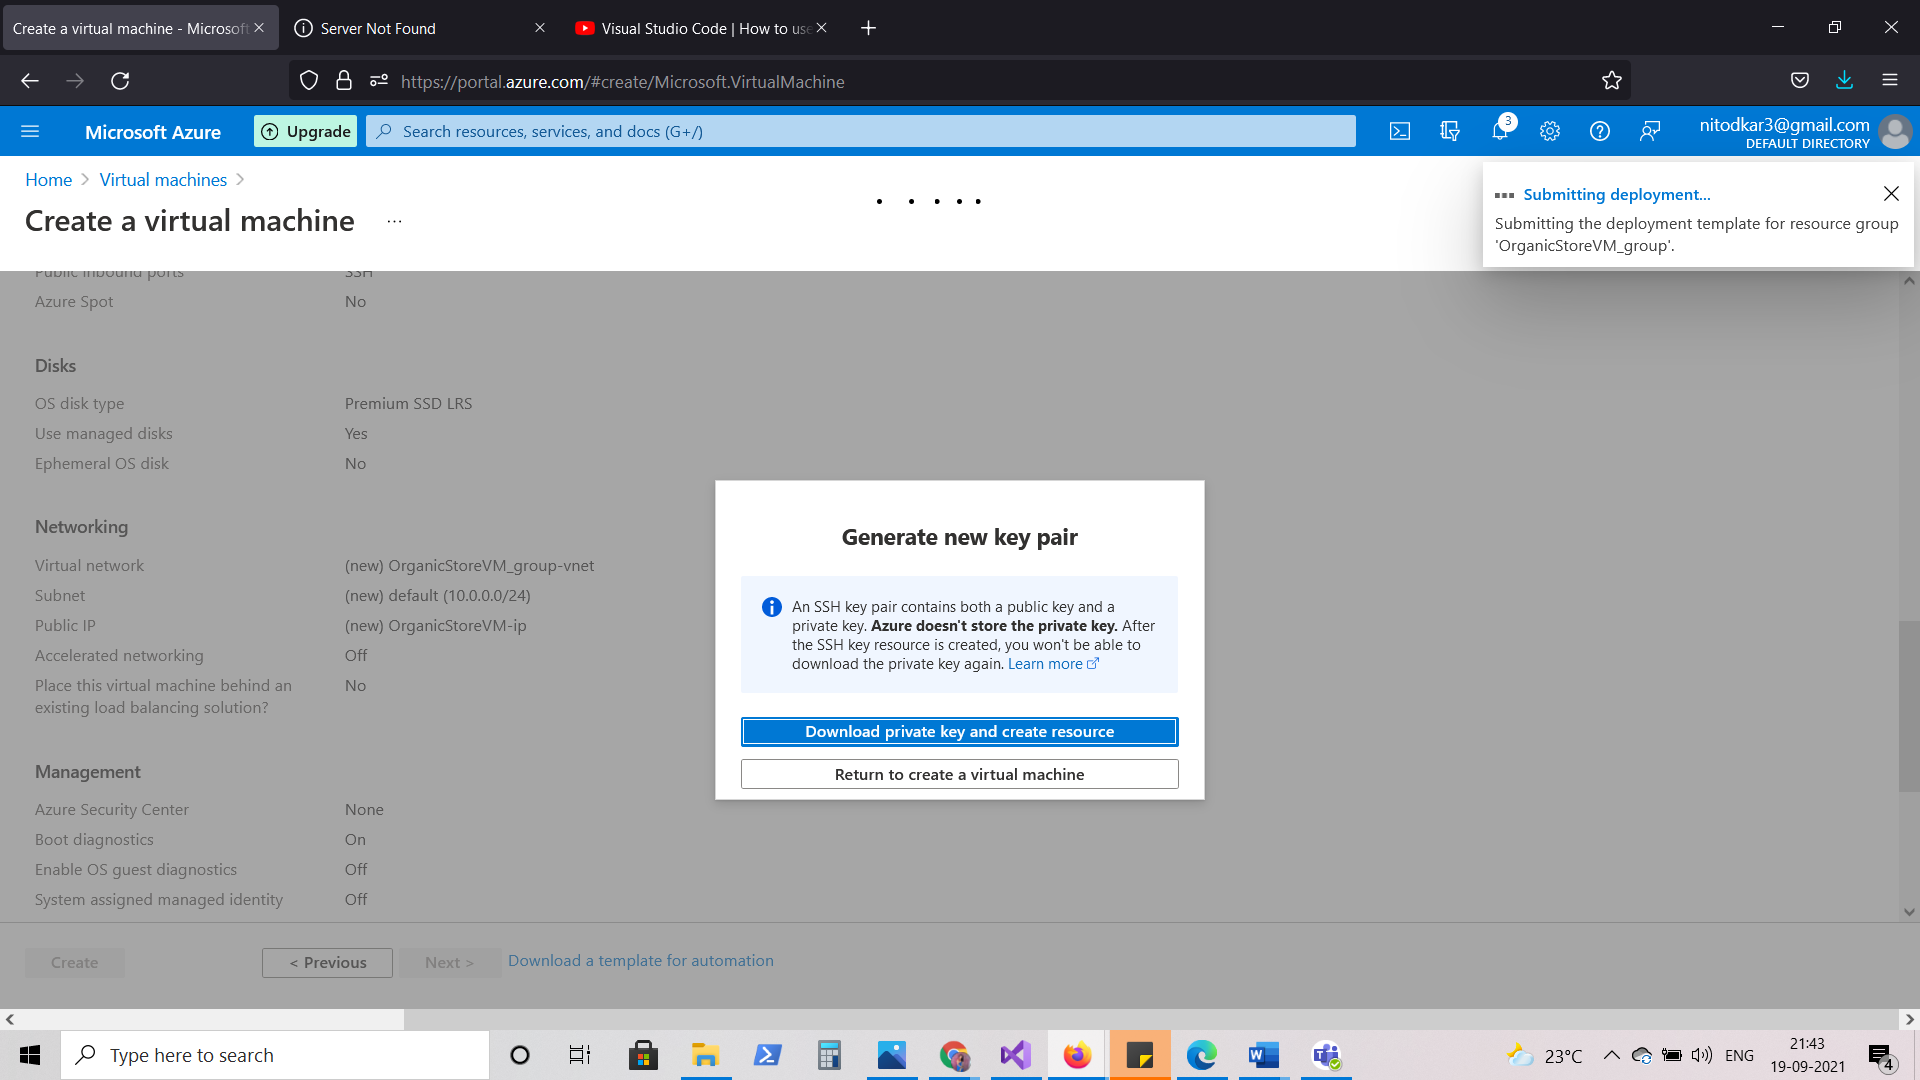 Create a virtual machine - Microsoft
Server Not Found
Visual Studio Code | How to use
https://portal.azure.com/#create/Microsoft.VirtualMachine
Microsoft Azure
Upgrade
Search resources, services, and docs (G+/)
3
nitodkar3@gmail.com
DEFAULT DIRECTORY
Home
Virtual machines
Create a virtual machine
...
Submitting deployment...
Submitting the deployment template for resource group
'OrganicStoreVM_group'.
Public inbound ports SSH
Azure Spot No
Disks
OS disk type Premium SSD LRS
Use managed disks Yes
Ephemeral OS disk No
Networking
Virtual network (new) OrganicStoreVM_group-vnet
Subnet (new) default (10.0.0.0/24)
Public IP (new) OrganicStoreVM-ip
Accelerated networking Off
Place this virtual machine behind an No
existing load balancing solution?
Management
Azure Security Center None
Boot diagnostics On
Enable OS guest diagnostics Off
System assigned managed identity Off
Generate new key pair
An SSH key pair contains both a public key and a
private key. Azure doesn't store the private key. After
the SSH key resource is created, you won't be able to
download the private key again. Learn more
Download private key and create resource
Return to create a virtual machine
Create
< Previous
Next >
Download a template for automation
Type here to search
23°C
ENG
21:43
19-09-2021
4